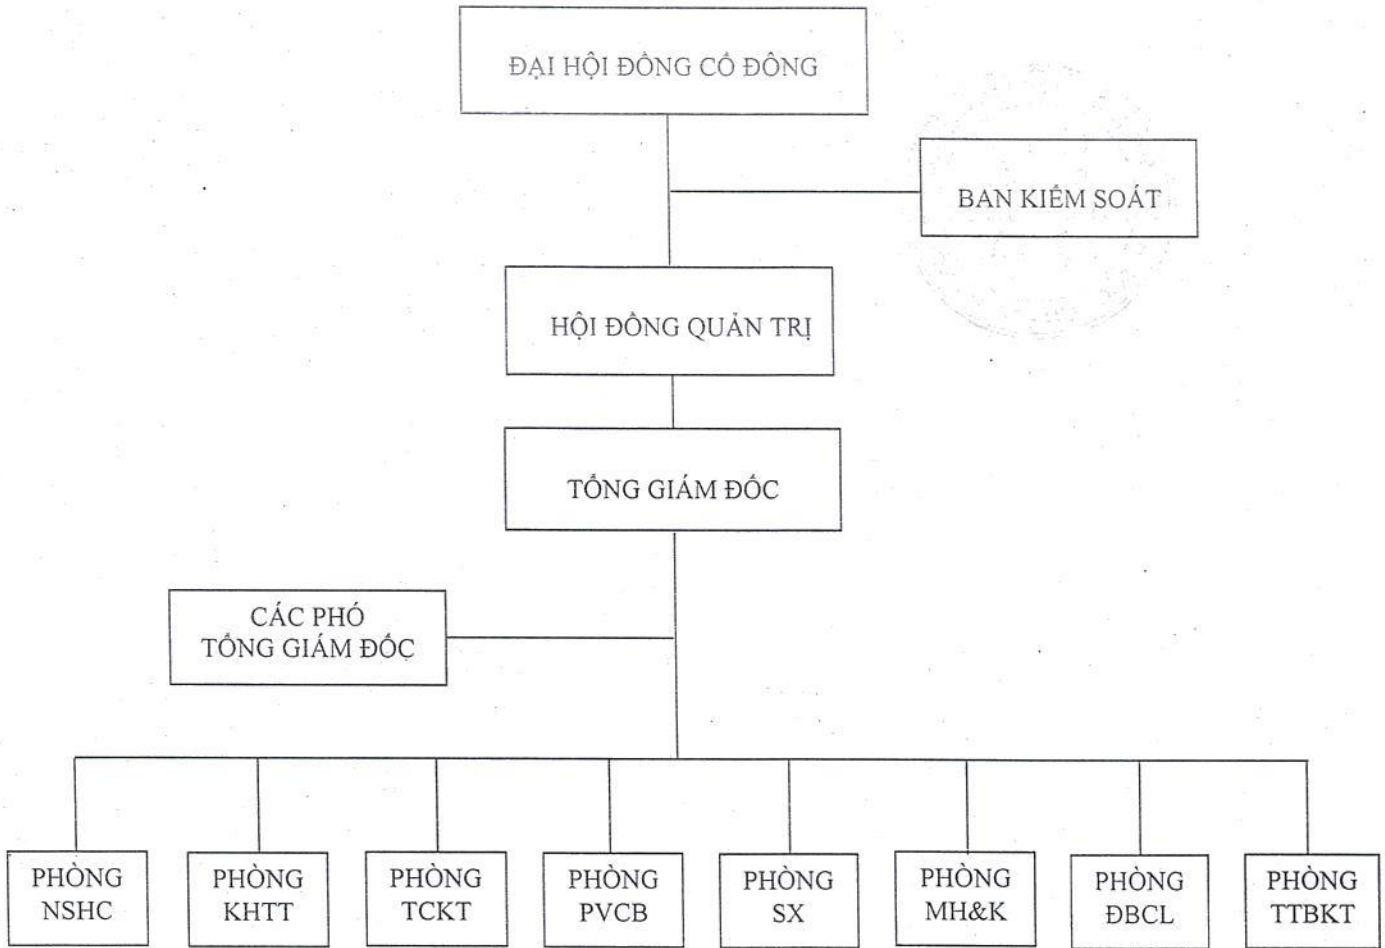 ĐẠI HỘI ĐỒNG CỔ ĐÔNG
BAN KIỂM SOÁT
HỘI ĐỒNG QUẢN TRỊ
TỔNG GIÁM ĐỐC
CÁC PHÓ
TỔNG GIÁM ĐỐC
PHÒNG
NSHC
PHÒNG
KHTT
PHÒNG
TCKT
PHÒNG
PVCB
PHÒNG
SX
PHÒNG
MH&K
PHÒNG
ĐBCL
PHÒNG
TTBKT